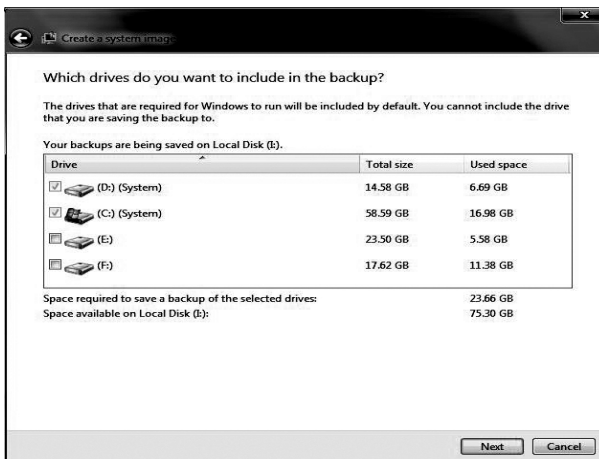 Create a system image
Which drives do you want to include in the backup?
The drives that are required for Windows to run will be included by default. You cannot include the drive
that you are saving the backup to.
Your backups are being saved on Local Disk (I:).
Drive Total size Used space
(D:) (System) 14.58 GB 6.69 GB
(C:) (System) 58.59 GB 16.98 GB
(E:) 23.50 GB 5.58 GB
(F:) 17.62 GB 11.38 GB
Space required to save a backup of the selected drives: 23.66 GB
Space available on Local Disk (I:): 75.30 GB
Next Cancel